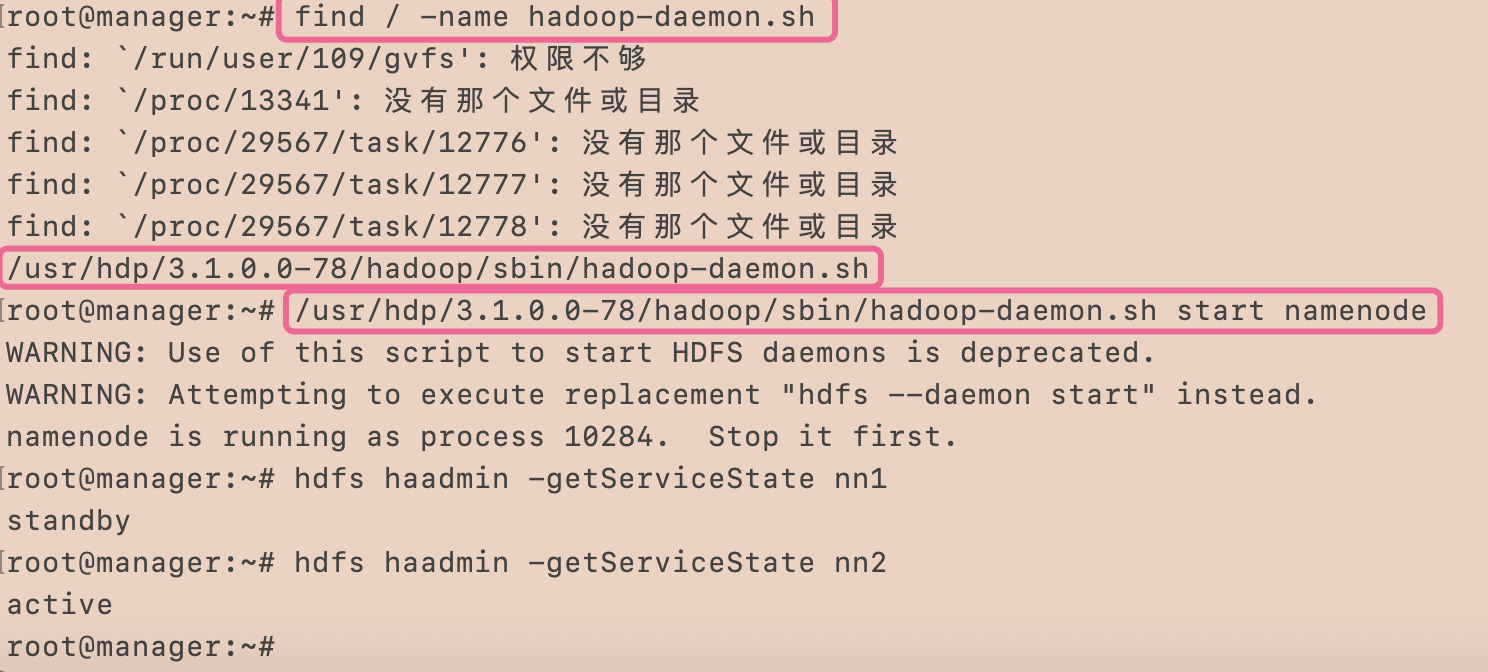 [root@manager:~# find / -name hadoop-daemon.sh
find: `/run/user/109/gvfs': 权限不够
find: `/proc/13341': 没有那个文件或目录
find: `/proc/29567/task/12776': 没有那个文件或目录
find: `/proc/29567/task/12777': 没有那个文件或目录
find: `/proc/29567/task/12778': 没有那个文件或目录
/usr/hdp/3.1.0.0-78/hadoop/sbin/hadoop-daemon.sh
[root@manager:~# /usr/hdp/3.1.0.0-78/hadoop/sbin/hadoop-daemon.sh start namenode
WARNING: Use of this script to start HDFS daemons is deprecated.
WARNING: Attempting to execute replacement "hdfs --daemon start" instead.
namenode is running as process 10284.  Stop it first.
[root@manager:~# hdfs haadmin -getServiceState nn1
standby
[root@manager:~# hdfs haadmin -getServiceState nn2
active
root@manager:~#